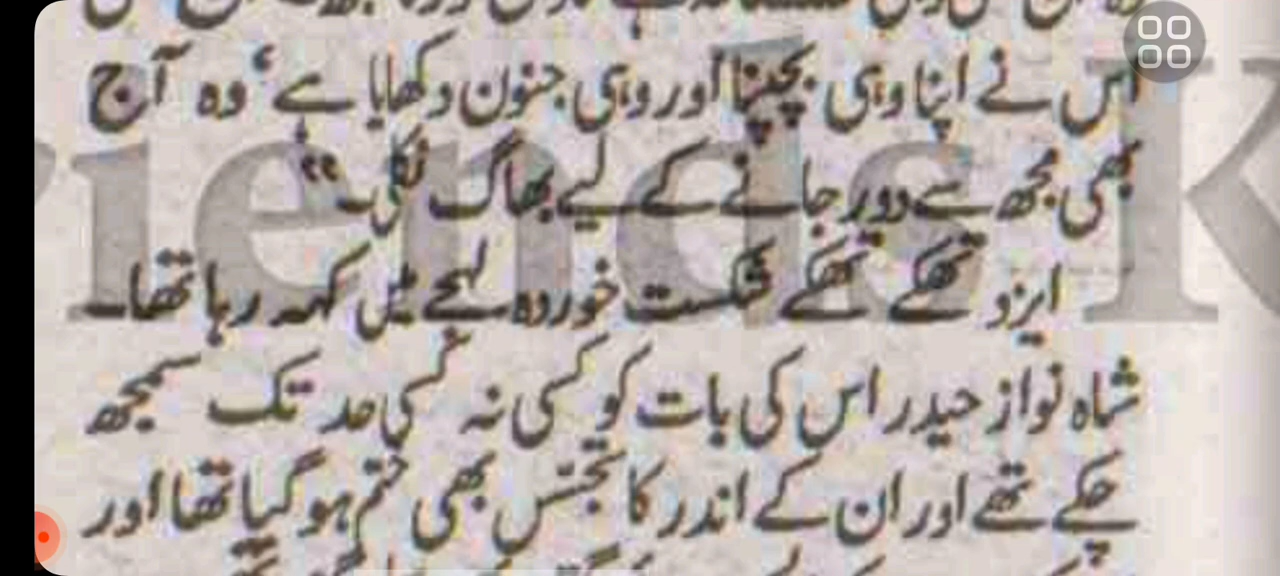 اس نے اپنا وہی بچپنا اور وہی جنون دکھایا ہے، وہ آج
بھی مجھ سے دور جانے کے لیے بھاگ نکلی۔“
ایزد تھکے تھکے شکست خوردہ لہجے میں کہہ رہا تھا۔
شاہ نواز حیدر اس کی بات کو کسی نہ کسی حد تک سمجھ
چکے تھے اور ان کے اندر کا تجسّس بھی ختم ہو گیا تھا اور